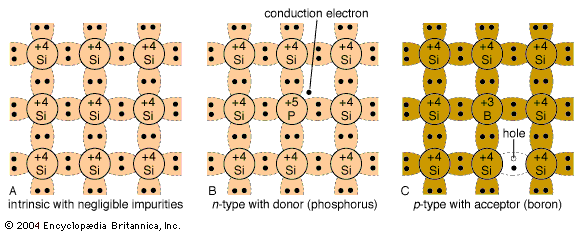 conduction electron
+4 Si +4 Si +4 Si
+4 Si +4 Si +4 Si
+4 Si +4 Si +4 Si
A
intrinsic with negligible impurities
+4 Si +4 Si +4 Si
+4 Si +5 P +4 Si
+4 Si +4 Si +4 Si
B
n-type with donor (phosphorus)
+4 Si +4 Si +4 Si
+4 Si +3 B +4 Si
hole
+4 Si +4 Si +4 Si
C
p-type with acceptor (boron)
© 2004 Encyclopædia Britannica, Inc.